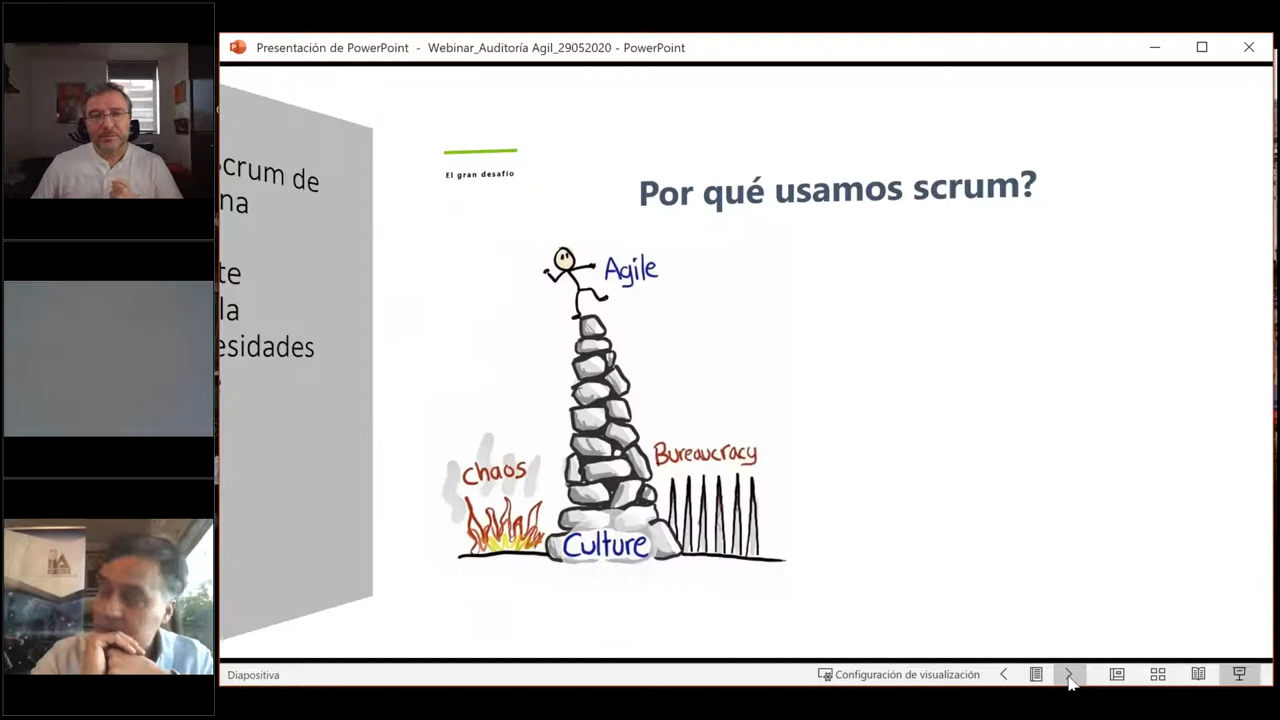 Presentación de PowerPoint - Webinar_Auditoría Agil_29052020 - PowerPoint
scrum de
na
te
la
esidades
El gran desafío
Por qué usamos scrum?
Agile
chaos
Bureaucracy
Culture
Diapositiva
Configuración de visualización